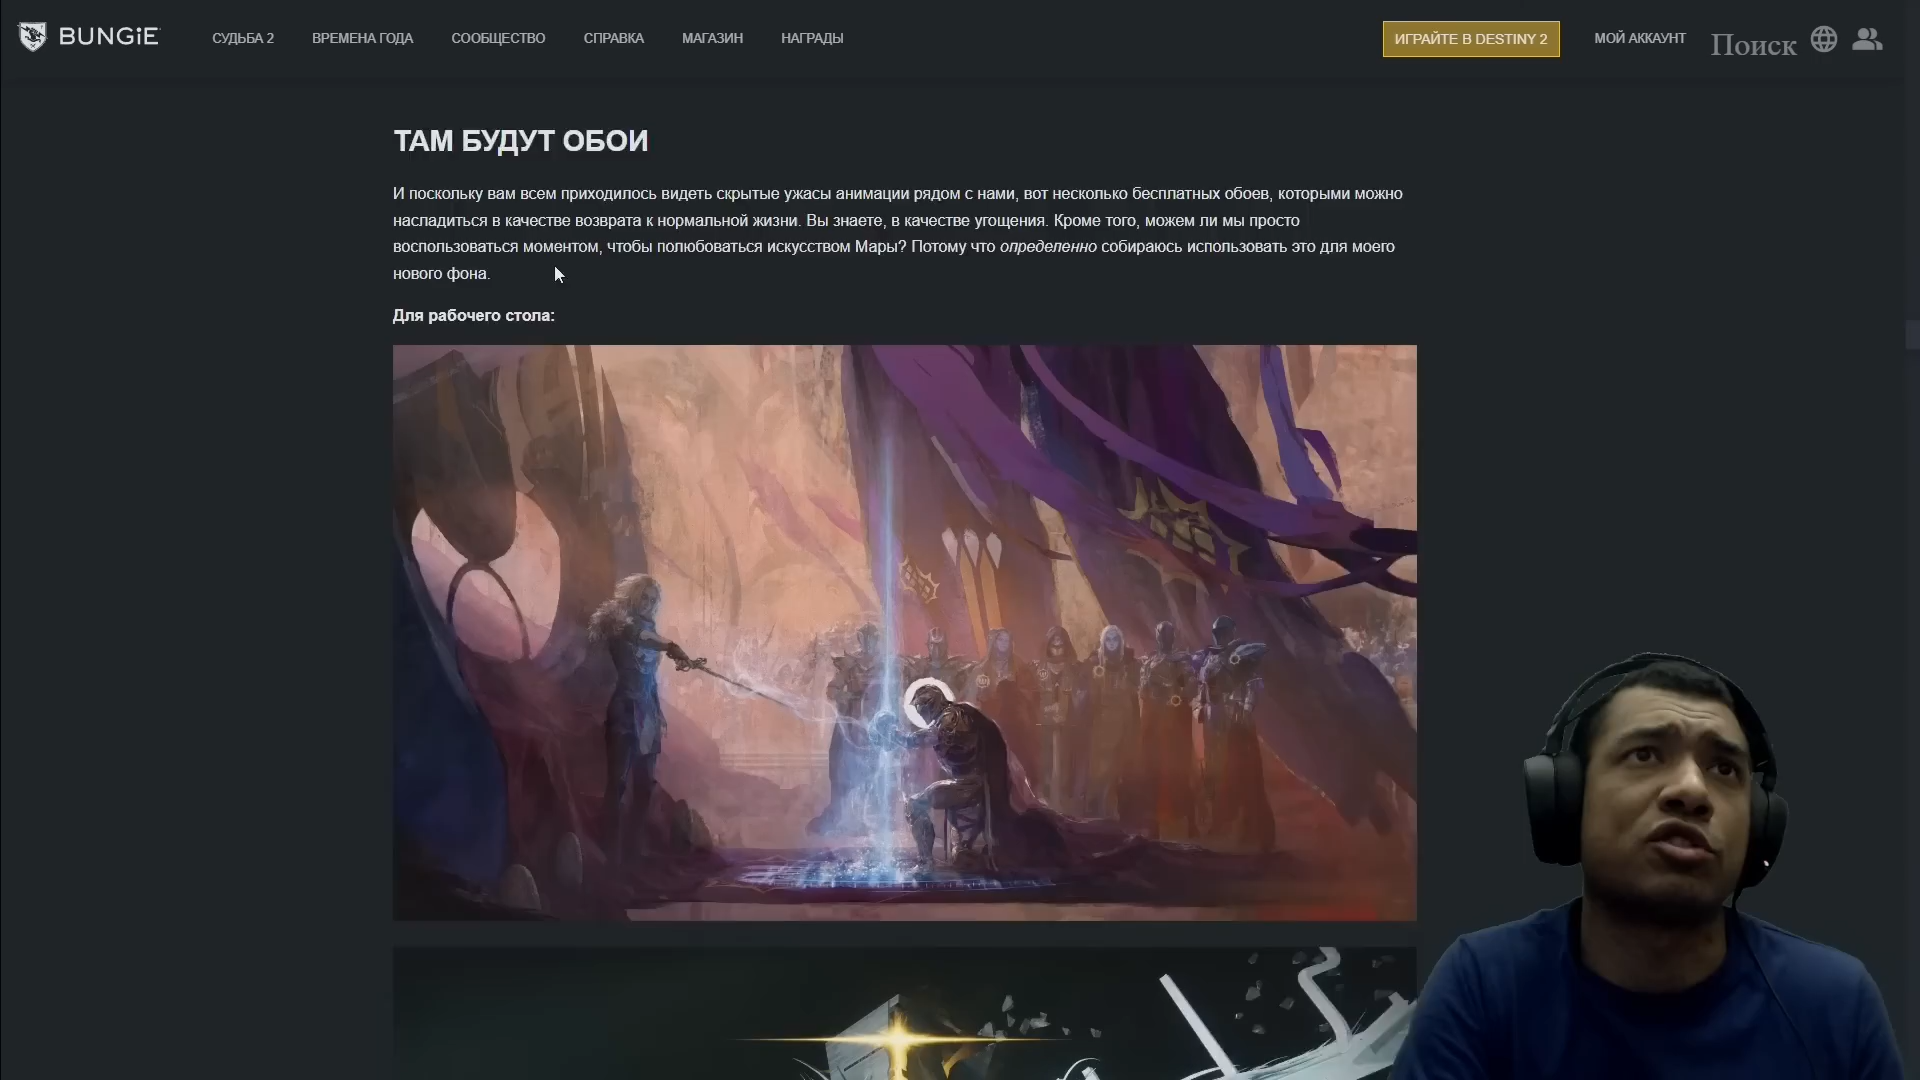 BUNGiE СУДЬБА 2 ВРЕМЕНА ГОДА СООБЩЕСТВО СПРАВКА МАГАЗИН НАГРАДЫ ИГРАЙТЕ В DESTINY 2 МОЙ АККАУНТ Поиск
ТАМ БУДУТ ОБОИ
И поскольку вам всем приходилось видеть скрытые ужасы анимации рядом с нами, вот несколько бесплатных обоев, которыми можно
насладиться в качестве возврата к нормальной жизни. Вы знаете, в качестве угощения. Кроме того, можем ли мы просто
воспользоваться моментом, чтобы полюбоваться искусством Мары? Потому что определенно собираюсь использовать это для моего
нового фона.
Для рабочего стола: